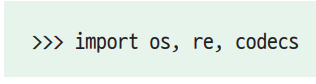 >>> import os, re, codecs